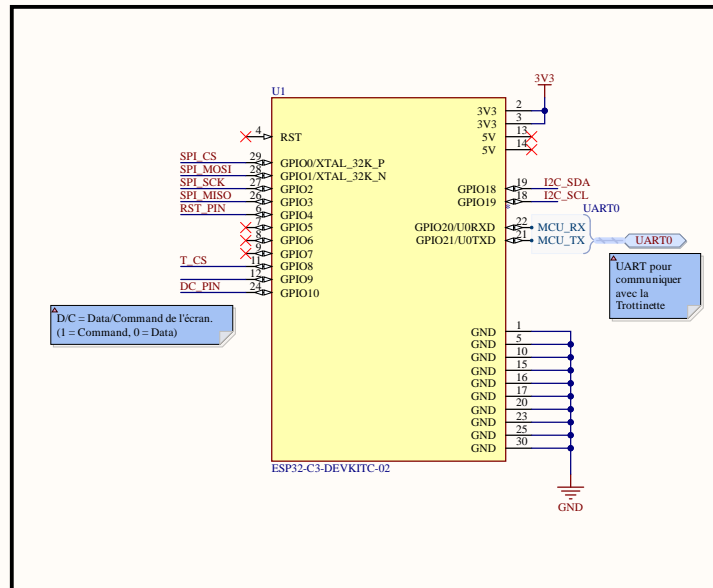 3V3
U1
2 3V3
3 3V3
4 RST
13 5V
14 5V
SPI_CS 29 GPIO0/XTAL_32K_P
SPI_MOSI 28 GPIO1/XTAL_32K_N
SPI_SCK 27 GPIO2
GPIO18 19 I2C_SDA
SPI_MISO 26 GPIO3
GPIO19 18 I2C_SCL
RST_PIN 6 GPIO4
UART0
7 GPIO5
GPIO20/U0RXD 22 MCU_RX
8 GPIO6
GPIO21/U0TXD 21 MCU_TX
UART0
9 GPIO7
T_CS 11 GPIO8
12 GPIO9
DC_PIN 24 GPIO10
UART pour
communiquer
avec la
Trottinette
D/C = Data/Command de l'écran.
(1 = Command, 0 = Data)
GND 1
GND 5
GND 10
GND 15
GND 16
GND 17
GND 20
GND 23
GND 25
GND 30
ESP32-C3-DEVKITC-02
GND